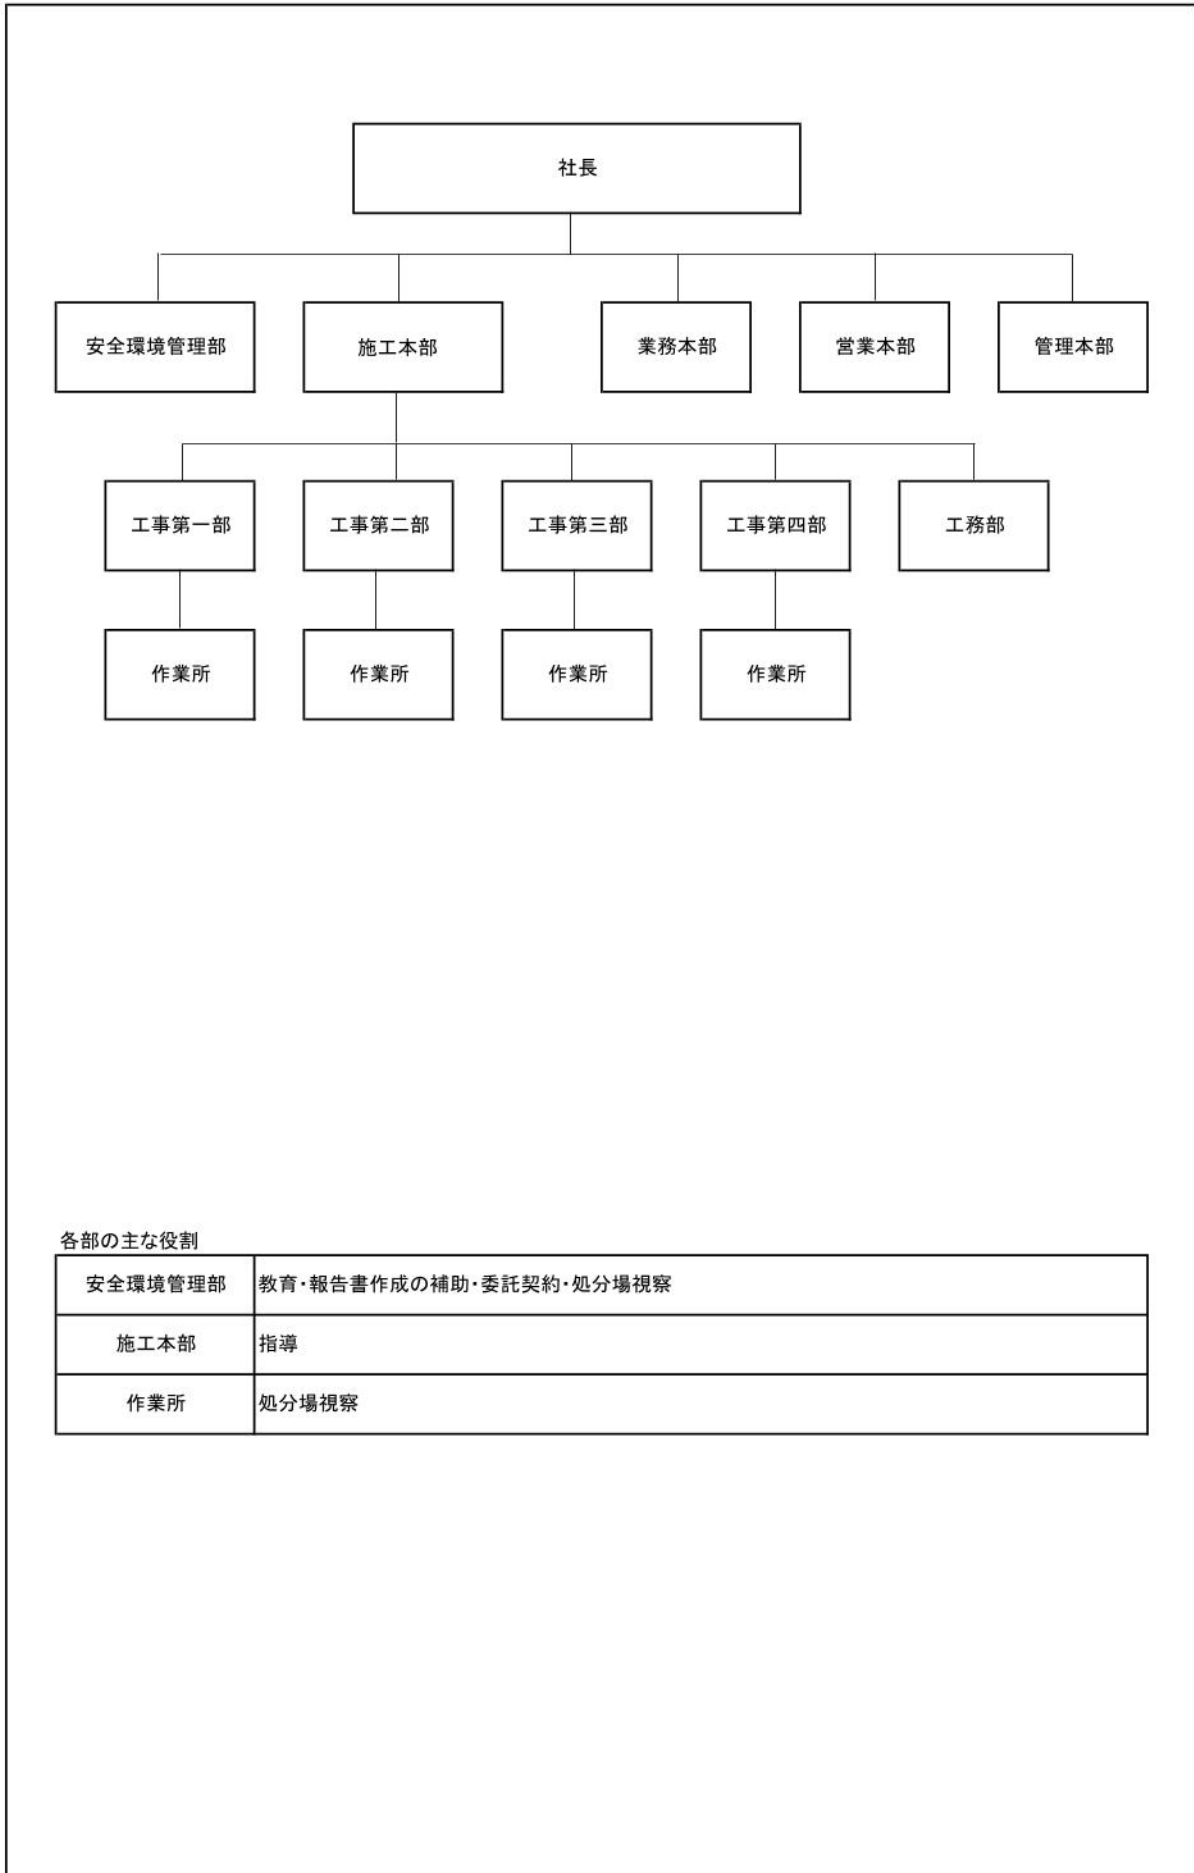 社長
安全環境管理部
施工本部
業務本部
営業本部
管理本部
工事第一部
工事第二部
工事第三部
工事第四部
工務部
作業所
作業所
作業所
作業所
各部の主な役割
安全環境管理部 教育・報告書作成の補助・委託契約・処分場視察
施工本部 指導
作業所 処分場視察